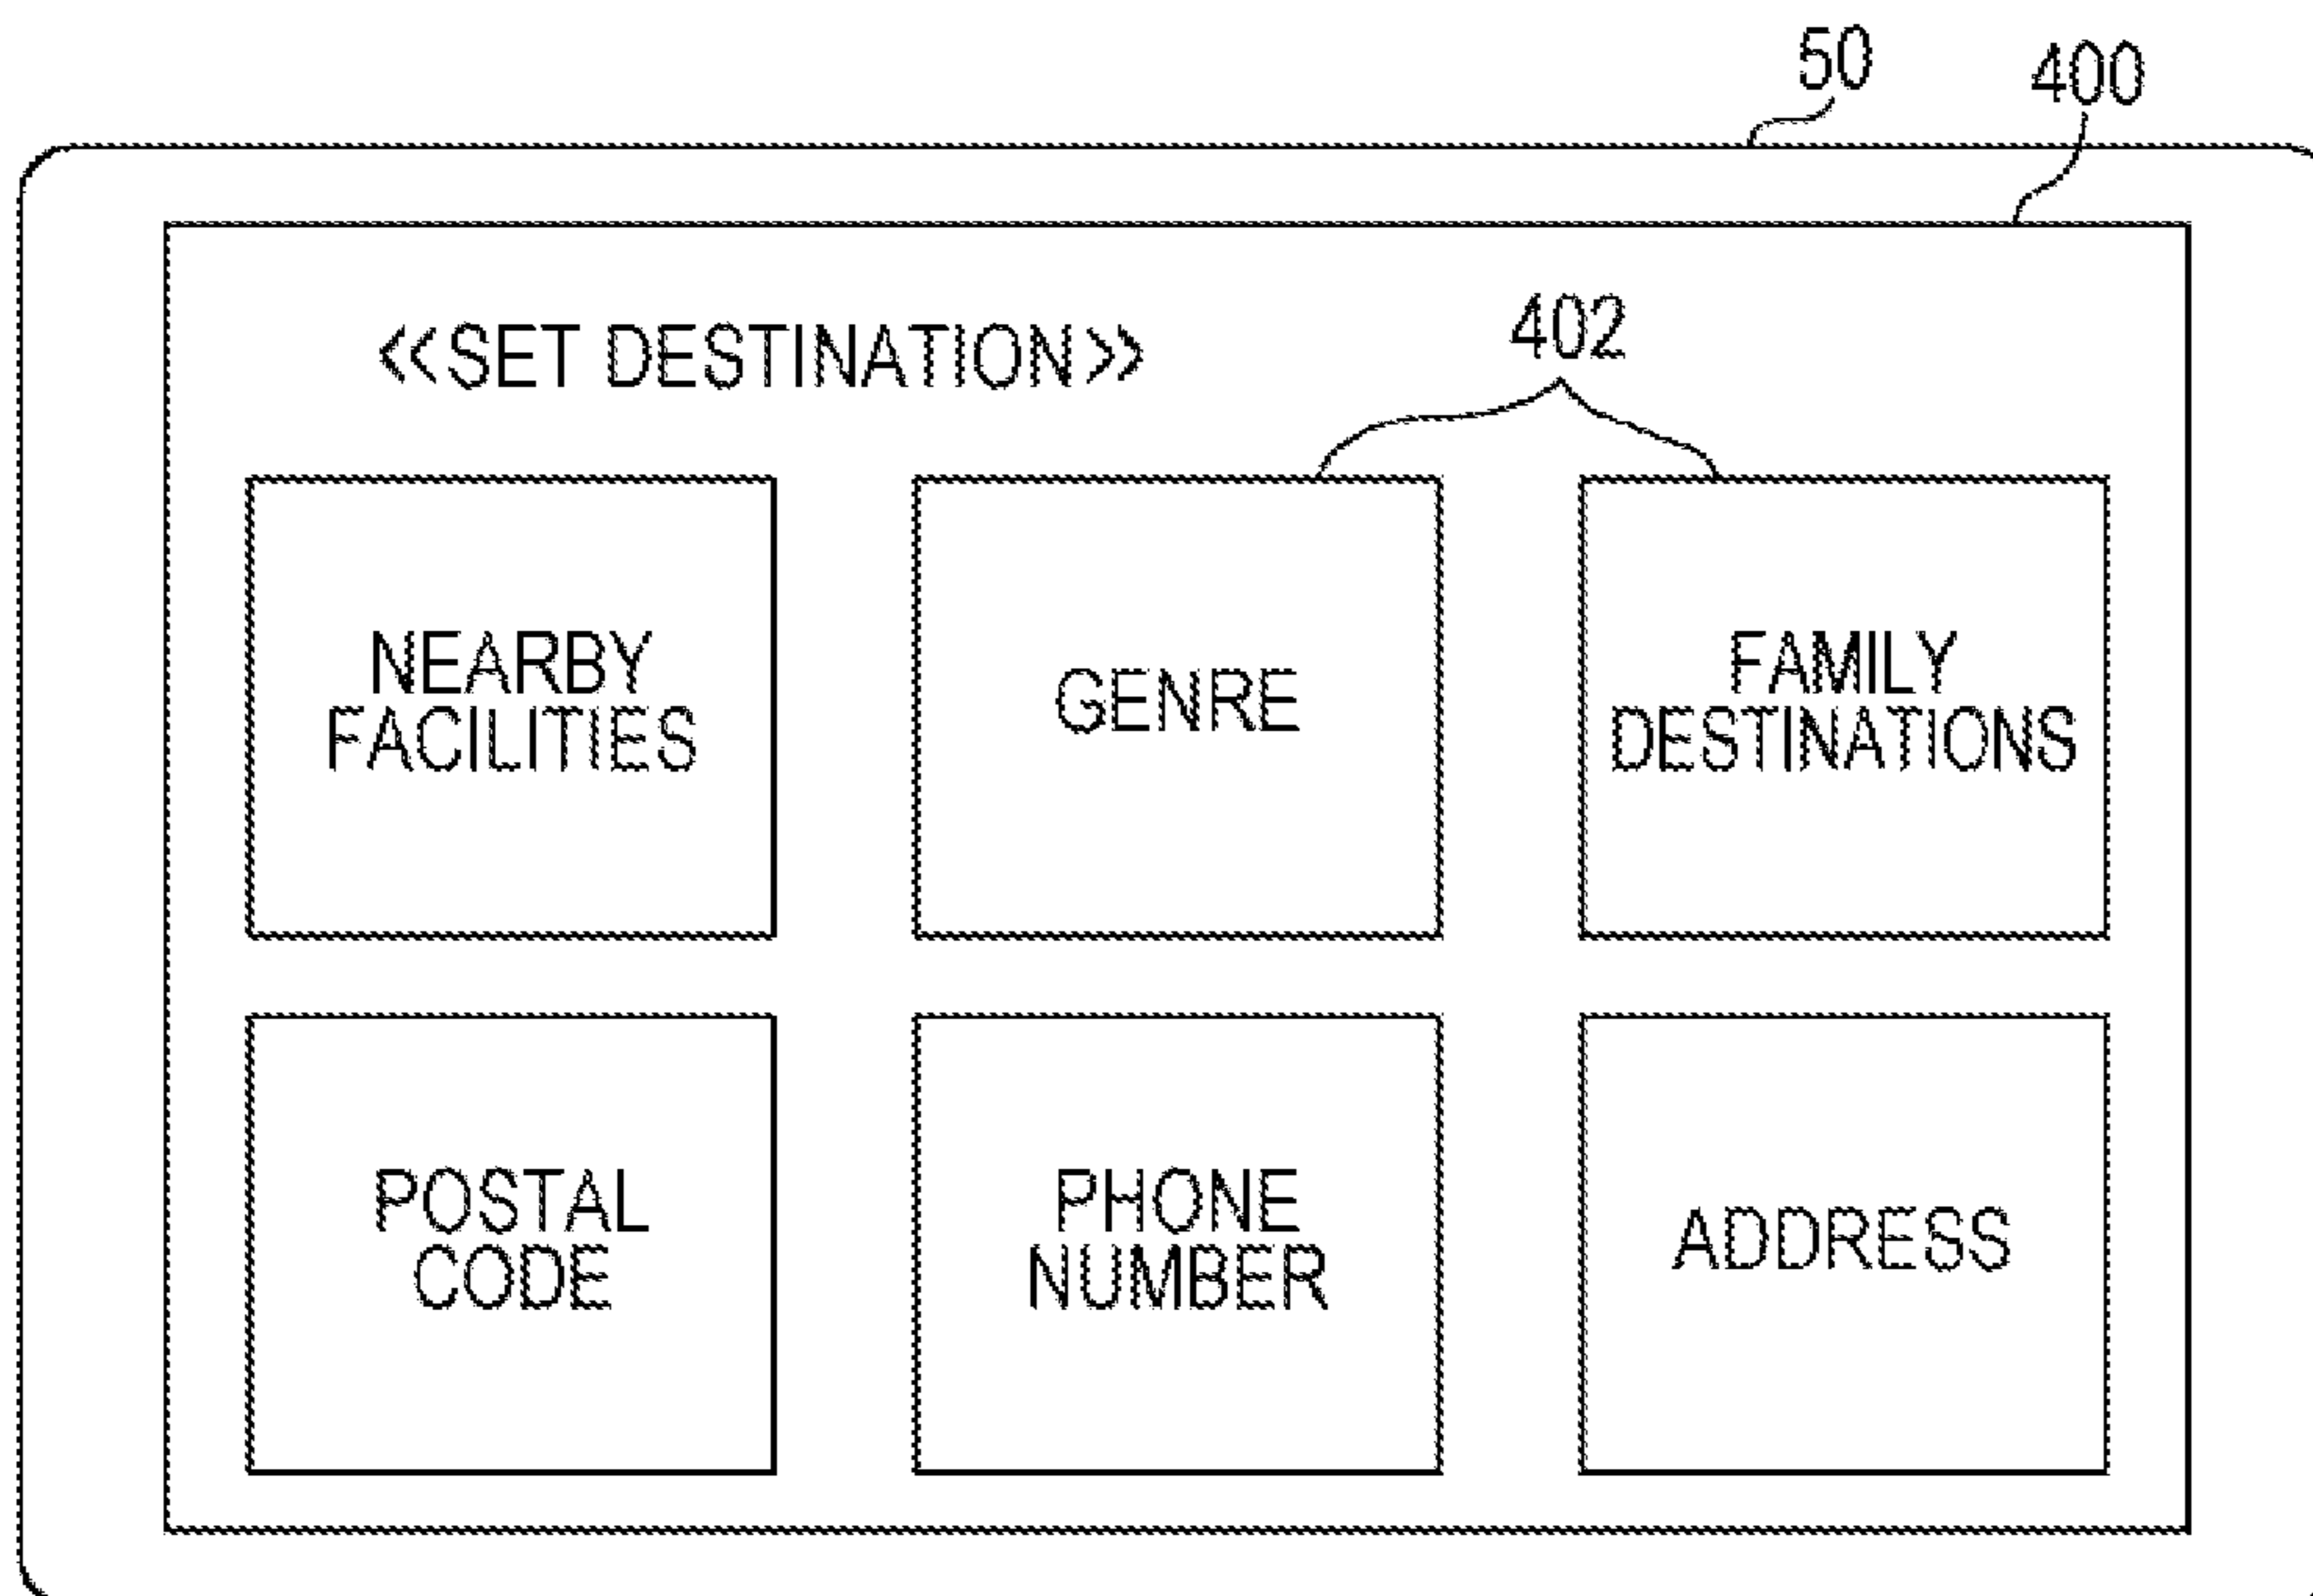 50
400
<<SET DESTINATION>>
402
NEARBY
FACILITIES
GENRE
FAMILY
DESTINATIONS
POSTAL
CODE
PHONE
NUMBER
ADDRESS